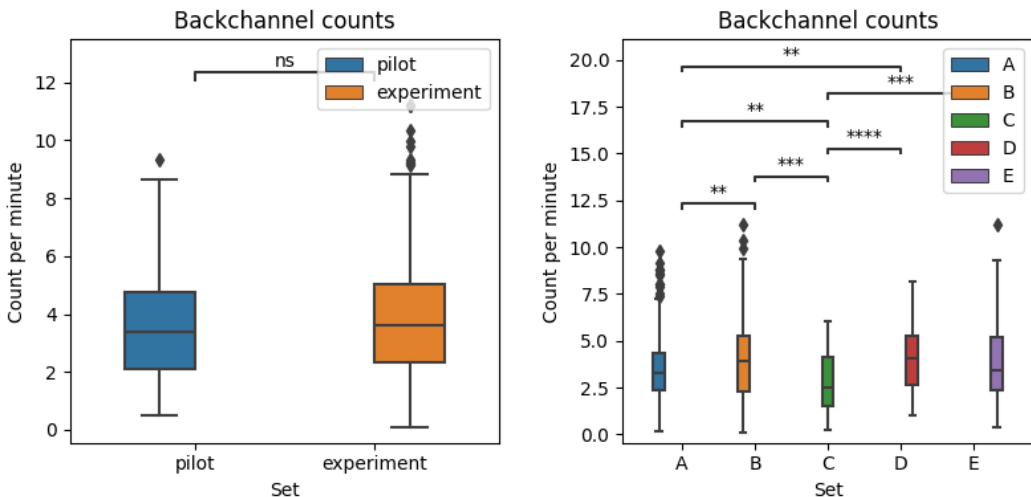 Backchannel counts
Count per minute
12
10
8
6
4
2
0
ns
pilot
experiment
pilot
experiment
Set
Backchannel counts
Count per minute
20.0
17.5
15.0
12.5
10.0
7.5
5.0
2.5
0.0
**
***
**
****
***
**
A
B
C
D
E
A
B
C
D
E
Set